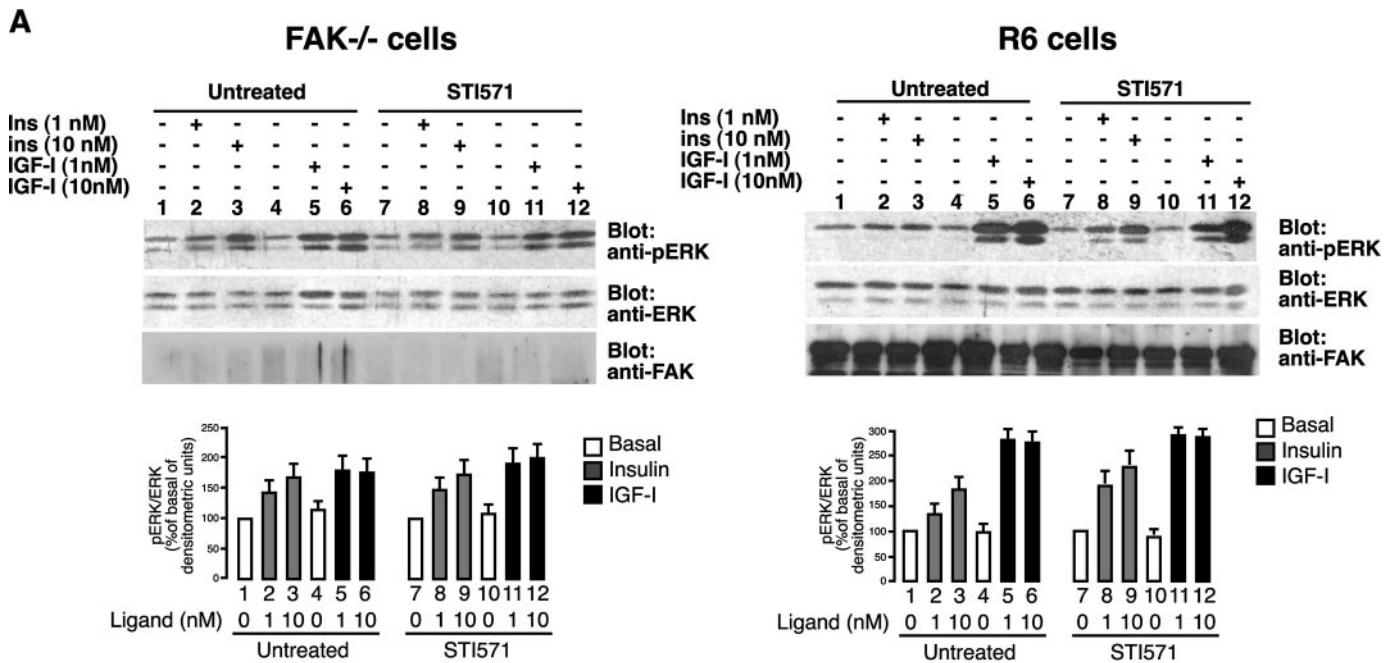 A
FAK-/- cells
Untreated STI571
Ins (1 nM) - + - - - - - + - - - -
ins (10 nM) - - + - - - - - + - - -
IGF-I (1nM) - - - - + - - - - - + -
IGF-I (10nM) - - - - - + - - - - - +
1 2 3 4 5 6 7 8 9 10 11 12
Blot:
anti-pERK
Blot:
anti-ERK
Blot:
anti-FAK
pERK/ERK
(%of basal of
densitometric units)
250
200
150
100
50
0
Basal
Insulin
IGF-I
1 2 3 4 5 6 7 8 9 10 11 12
Ligand (nM) 0 1 10 0 1 10 0 1 10 0 1 10
Untreated STI571
R6 cells
Untreated STI571
Ins (1 nM) - + - - - - - + - - - -
ins (10 nM) - - + - - - - - + - - -
IGF-I (1nM) - - - - + - - - - - + -
IGF-I (10nM) - - - - - + - - - - - +
1 2 3 4 5 6 7 8 9 10 11 12
Blot:
anti-pERK
Blot:
anti-ERK
Blot:
anti-FAK
pERK/ERK
(%of basal of
densitometric units)
300
250
200
150
100
50
0
Basal
Insulin
IGF-I
1 2 3 4 5 6 7 8 9 10 11 12
Ligand (nM) 0 1 10 0 1 10 0 1 10 0 1 10
Untreated STI571